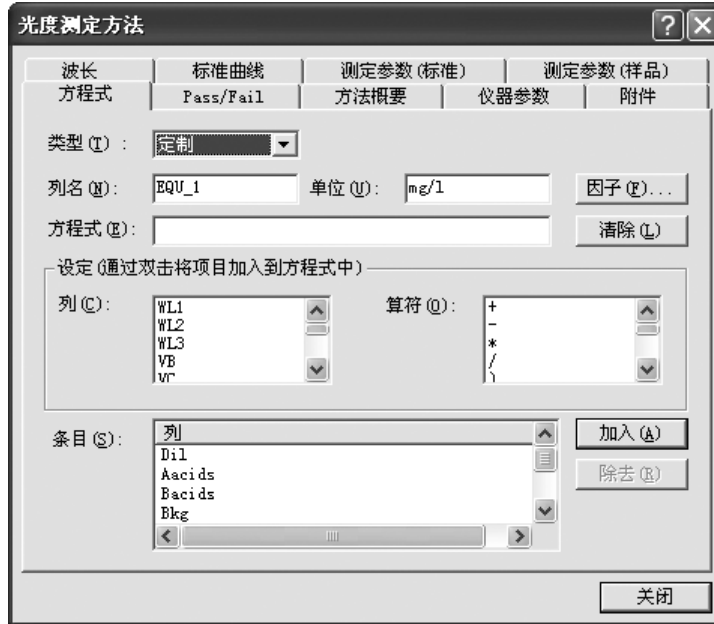 光度测定方法
波长 标准曲线 测定参数(标准) 测定参数(样品)
方程式 Pass/Fail 方法概要 仪器参数 附件
类型(T) : 定制
列名(N): EQU_1 单位(U): mg/l 因子(F)...
方程式(E): 清除(L)
设定(通过双击将项目加入到方程式中)
列(C): 算符(O):
WL1 +
WL2 -
WL3 *
VB /
VC )
条目(S): 列 加入(A)
Dil
Aacids 除去(R)
Bacids
Bkg
关闭